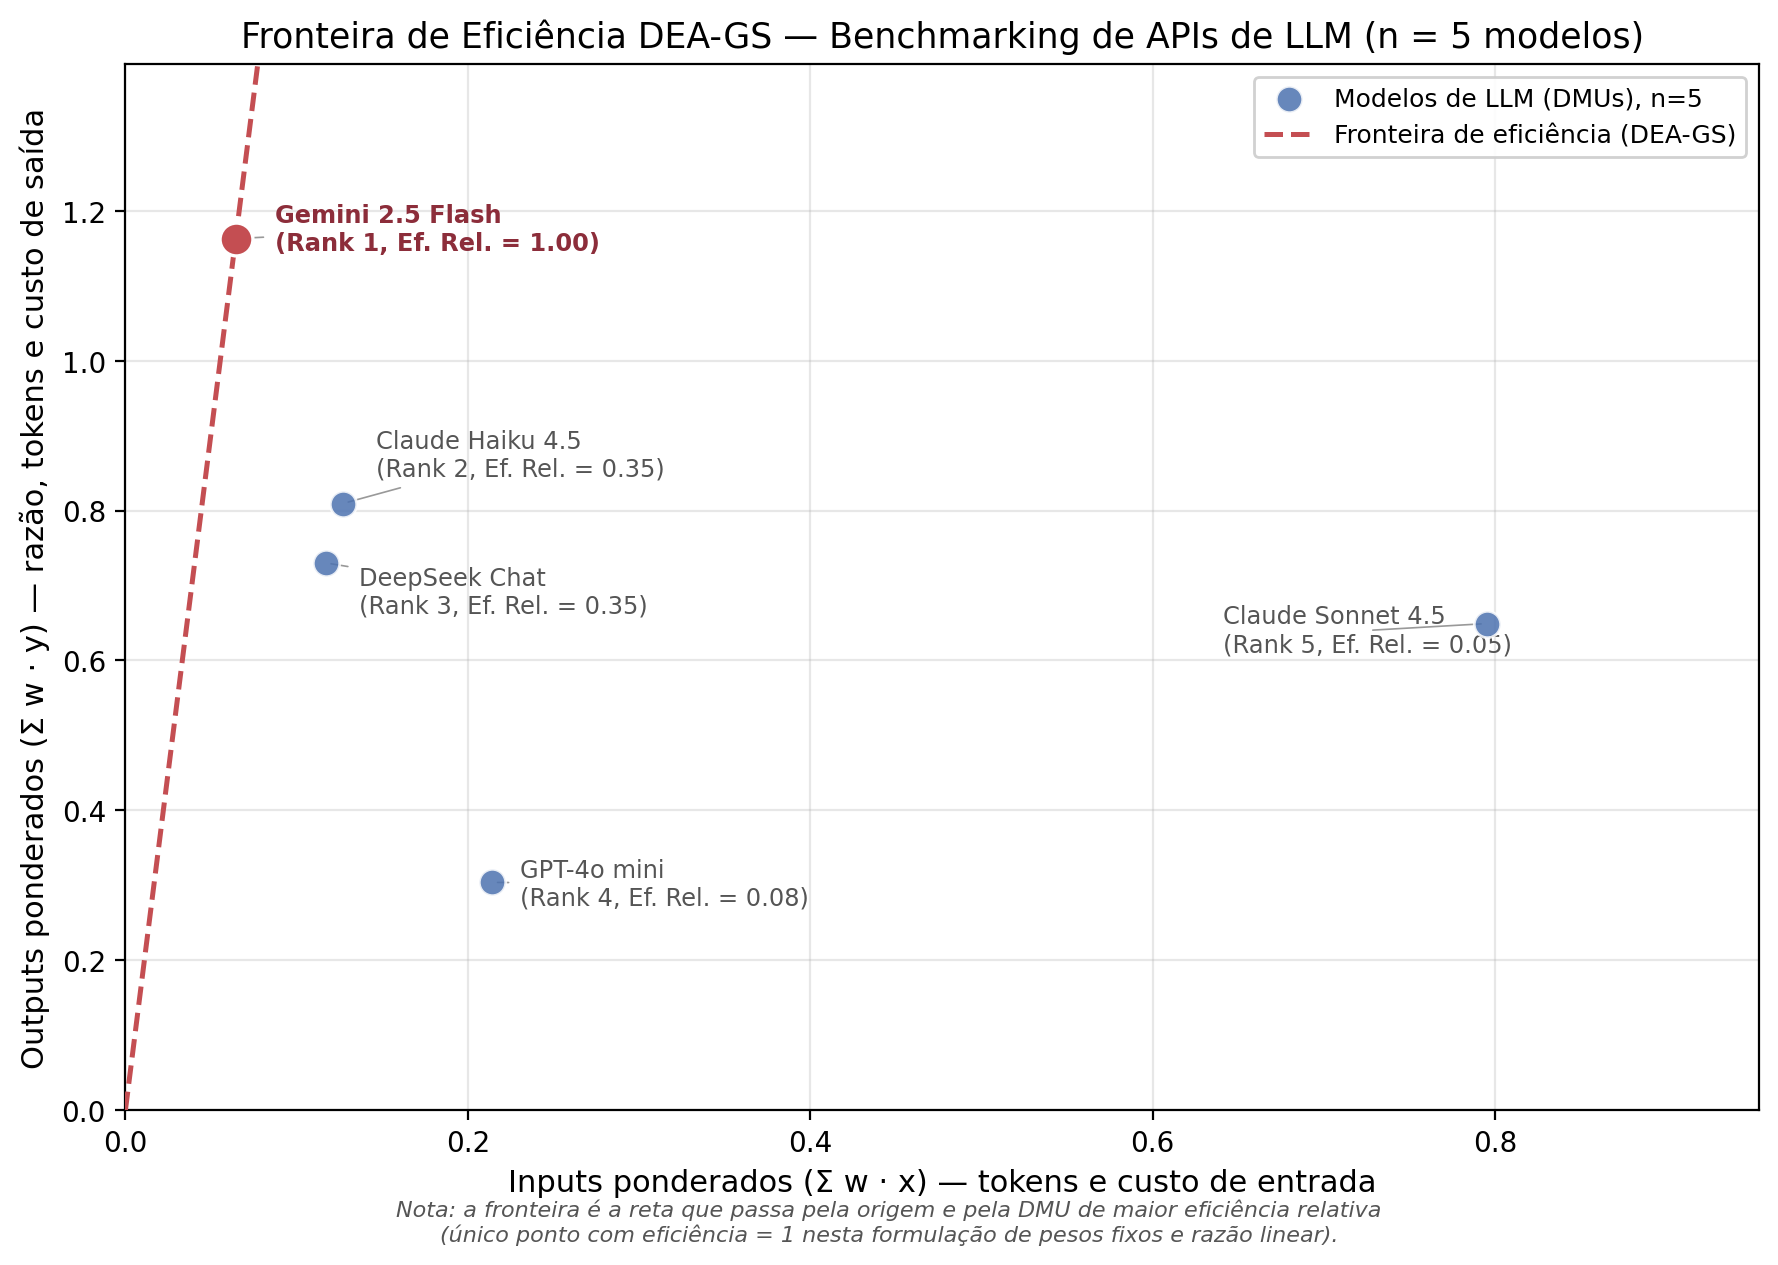 Fronteira de Eficiência DEA-GS — Benchmarking de APIs de LLM (n = 5 modelos)
Modelos de LLM (DMUs), n=5
Fronteira de eficiência (DEA-GS)
Outputs ponderados (Σ w · y) — razão, tokens e custo de saída
1.2
1.0
0.8
0.6
0.4
0.2
0.0
Gemini 2.5 Flash
(Rank 1, Ef. Rel. = 1.00)
Claude Haiku 4.5
(Rank 2, Ef. Rel. = 0.35)
DeepSeek Chat
(Rank 3, Ef. Rel. = 0.35)
Claude Sonnet 4.5
(Rank 5, Ef. Rel. = 0.05)
GPT-4o mini
(Rank 4, Ef. Rel. = 0.08)
0.0 0.2 0.4 0.6 0.8
Inputs ponderados (Σ w · x) — tokens e custo de entrada
Nota: a fronteira é a reta que passa pela origem e pela DMU de maior eficiência relativa
(único ponto com eficiência = 1 nesta formulação de pesos fixos e razão linear).